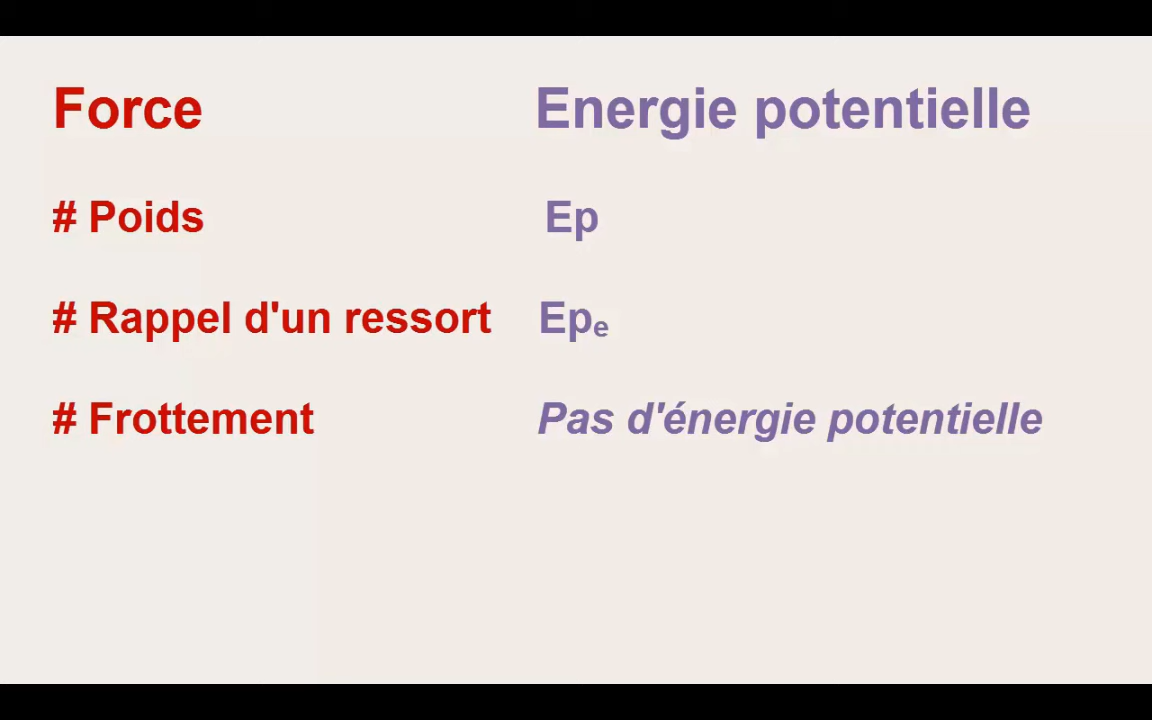 Force Energie potentielle
# Poids Ep
# Rappel d'un ressort Epe
# Frottement Pas d'énergie potentielle